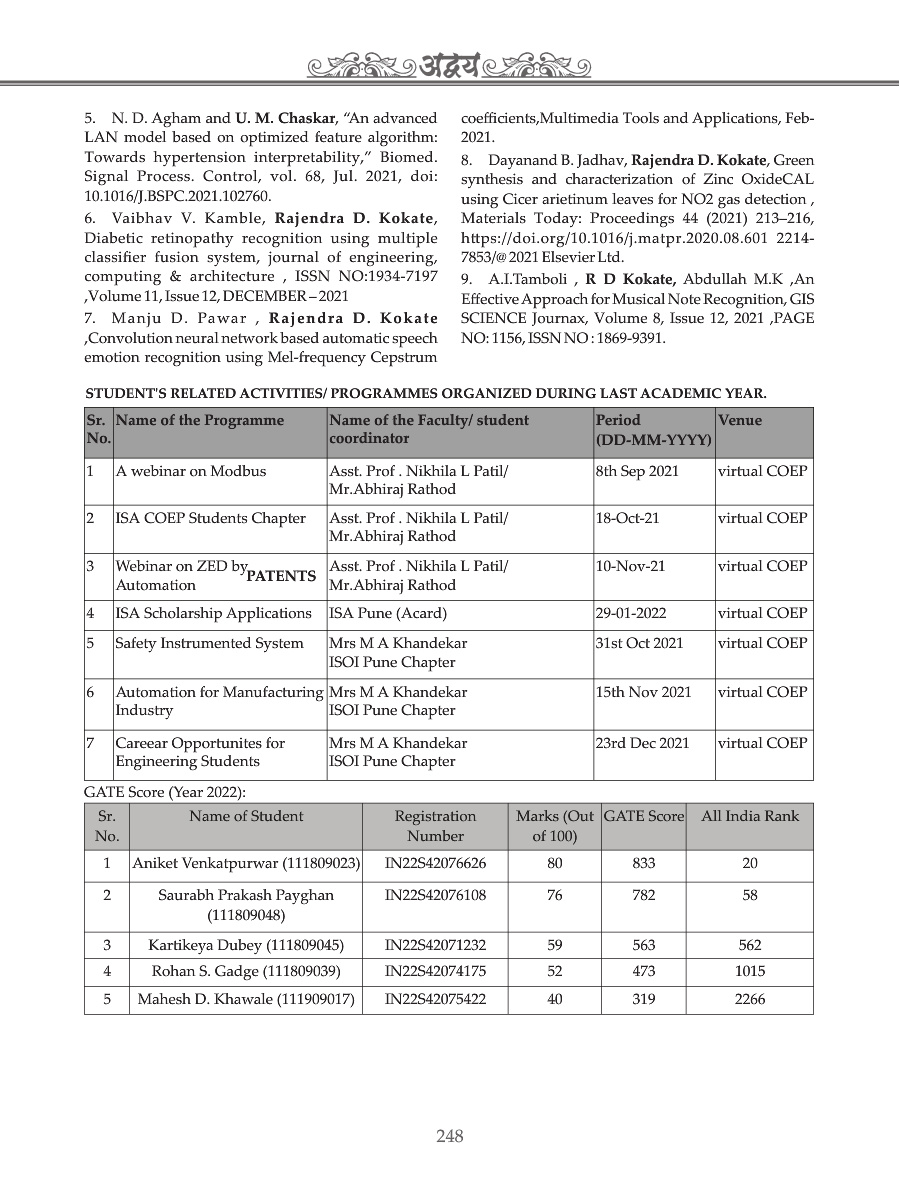 अद्वय
5. N. D. Agham and U. M. Chaskar, “An advanced
LAN model based on optimized feature algorithm:
Towards hypertension interpretability,” Biomed.
Signal Process. Control, vol. 68, Jul. 2021, doi:
10.1016/J.BSPC.2021.102760.
6. Vaibhav V. Kamble, Rajendra D. Kokate,
Diabetic retinopathy recognition using multiple
classifier fusion system, journal of engineering,
computing & architecture , ISSN NO:1934-7197
,Volume 11, Issue 12, DECEMBER – 2021
7. Manju D. Pawar , Rajendra D. Kokate
,Convolution neural network based automatic speech
emotion recognition using Mel-frequency Cepstrum
coefficients,Multimedia Tools and Applications, Feb-
2021.
8. Dayanand B. Jadhav, Rajendra D. Kokate, Green
synthesis and characterization of Zinc OxideCAL
using Cicer arietinum leaves for NO2 gas detection ,
Materials Today: Proceedings 44 (2021) 213–216,
https://doi.org/10.1016/j.matpr.2020.08.601 2214-
7853/@ 2021 Elsevier Ltd.
9. A.I.Tamboli , R D Kokate, Abdullah M.K ,An
Effective Approach for Musical Note Recognition, GIS
SCIENCE Journax, Volume 8, Issue 12, 2021 ,PAGE
NO: 1156, ISSN NO : 1869-9391.
STUDENT'S RELATED ACTIVITIES/ PROGRAMMES ORGANIZED DURING LAST ACADEMIC YEAR.
Sr. Name of the Programme Name of the Faculty/ student Period Venue
No. coordinator (DD-MM-YYYY)
1 A webinar on Modbus Asst. Prof . Nikhila L Patil/ 8th Sep 2021 virtual COEP
Mr.Abhiraj Rathod
2 ISA COEP Students Chapter Asst. Prof . Nikhila L Patil/ 18-Oct-21 virtual COEP
Mr.Abhiraj Rathod
3 Webinar on ZED by Asst. Prof . Nikhila L Patil/ 10-Nov-21 virtual COEP
PATENTS
Automation Mr.Abhiraj Rathod
4 ISA Scholarship Applications ISA Pune (Acard) 29-01-2022 virtual COEP
5 Safety Instrumented System Mrs M A Khandekar 31st Oct 2021 virtual COEP
ISOI Pune Chapter
6 Automation for Manufacturing Mrs M A Khandekar 15th Nov 2021 virtual COEP
Industry ISOI Pune Chapter
7 Careear Opportunites for Mrs M A Khandekar 23rd Dec 2021 virtual COEP
Engineering Students ISOI Pune Chapter
GATE Score (Year 2022):
Sr. Name of Student Registration Marks (Out GATE Score All India Rank
No. Number of 100)
1 Aniket Venkatpurwar (111809023) IN22S42076626 80 833 20
2 Saurabh Prakash Payghan IN22S42076108 76 782 58
(111809048)
3 Kartikeya Dubey (111809045) IN22S42071232 59 563 562
4 Rohan S. Gadge (111809039) IN22S42074175 52 473 1015
5 Mahesh D. Khawale (111909017) IN22S42075422 40 319 2266
248